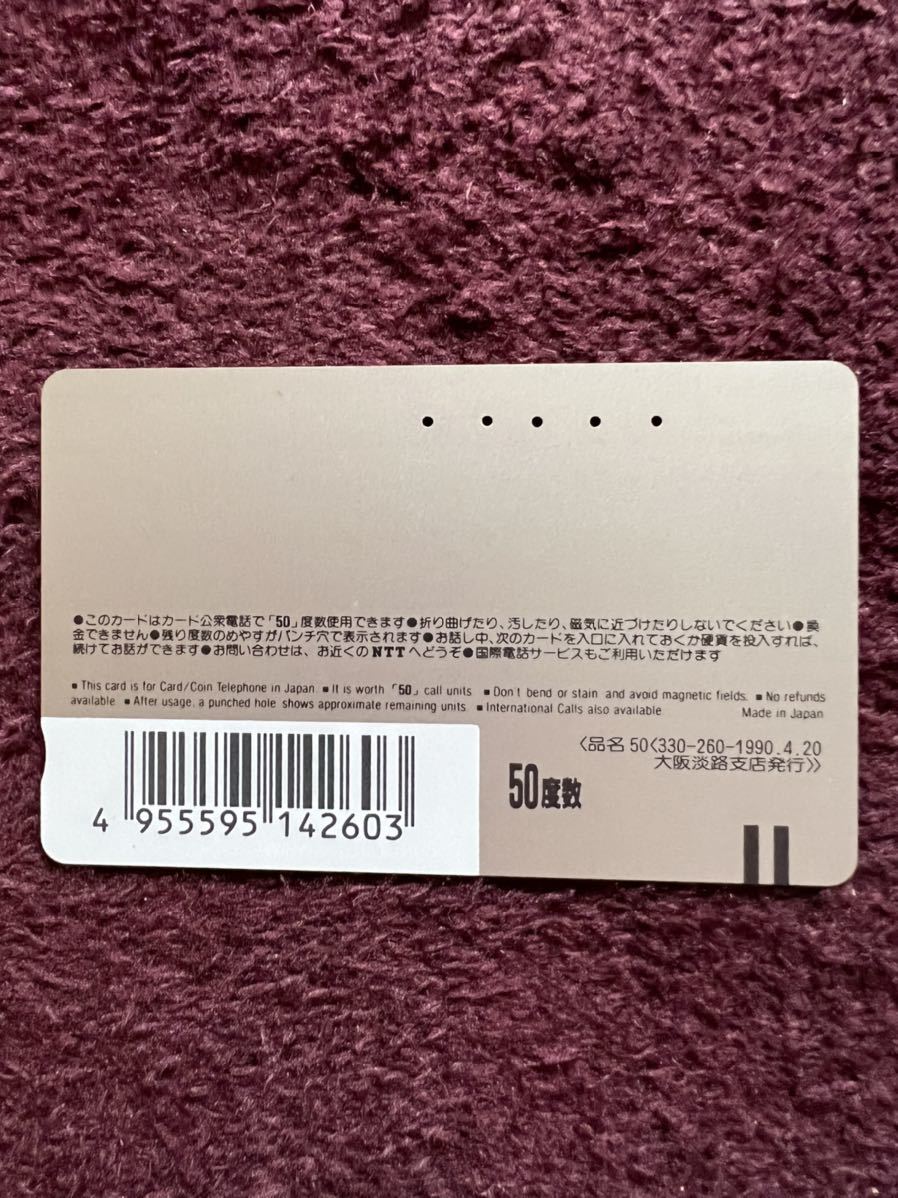 ●このカードはカード公衆電話で「50」度数使用できます●折り曲げたり、汚したり、磁気に近づけたりしないでください●換
金できません●残り度数のめやすがパンチ穴で表示されます●お話し中、次のカードを入口に入れておくか硬貨を投入すれば、
続けてお話ができます●お問い合わせは、お近くのNTTへどうぞ●国際電話サービスもご利用いただけます
■ This card is for Card/Coin Telephone in Japan ■ It is worth「50」call units ■ Don't bend or stain and avoid magnetic fields. ■ No refunds
available ■ After usage, a punched hole shows approximate remaining units ■ International Calls also available Made in Japan
〈品名 50〈330-260-1990.4.20
大阪淡路支店発行〉〉
50度数
4 955595 142603